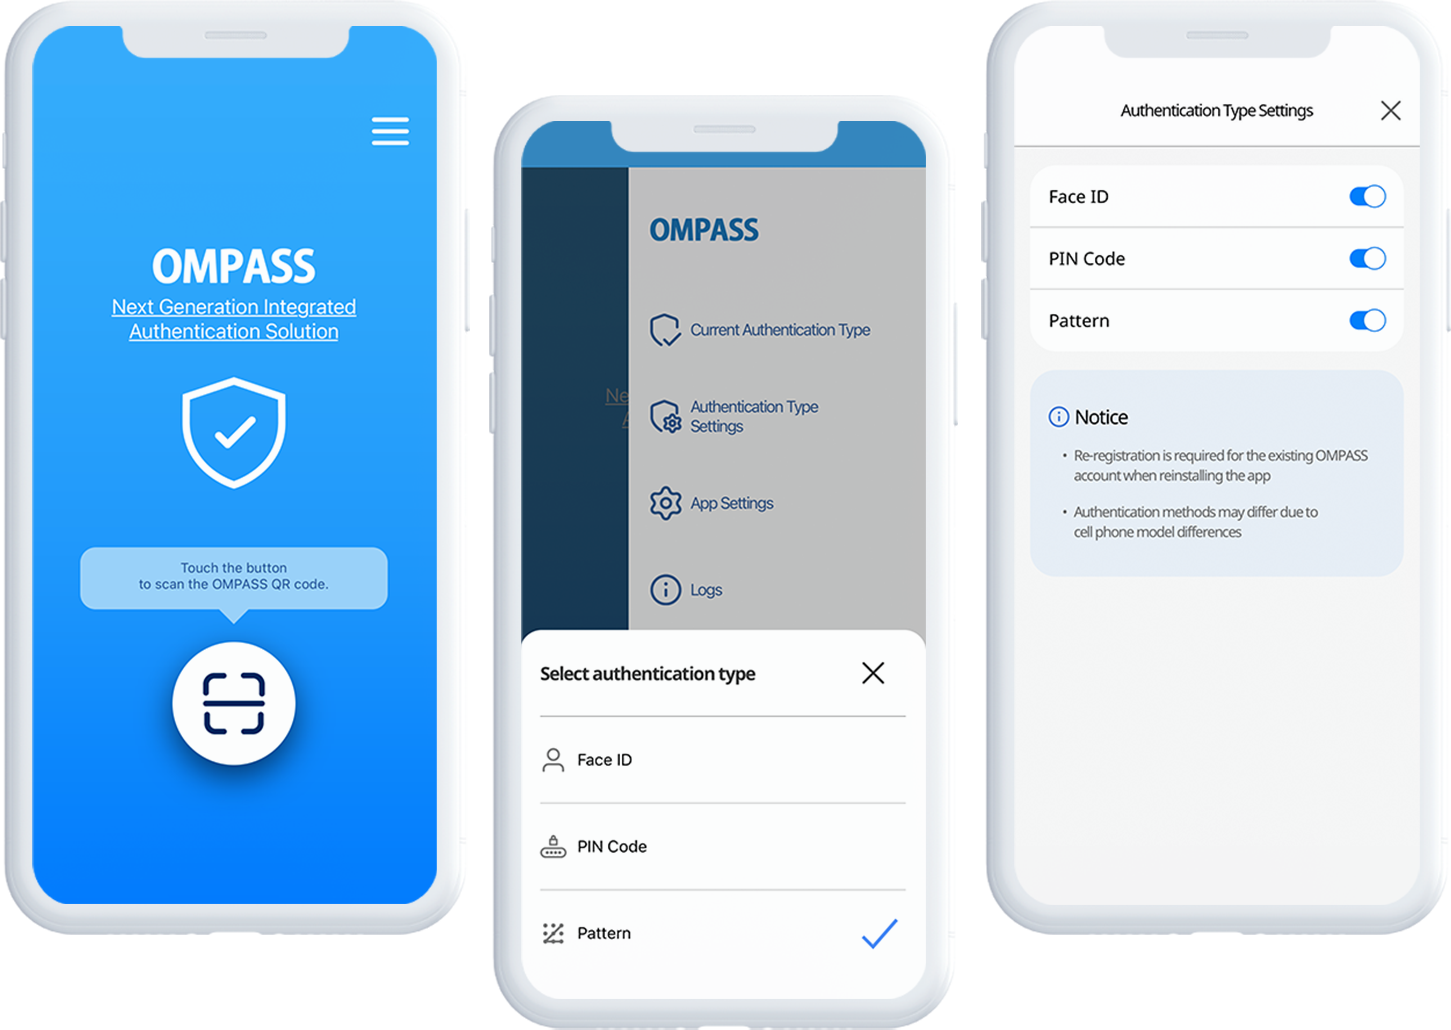 OMPASS
Next Generation Integrated
Authentication Solution
Touch the button
to scan the OMPASS QR code.
OMPASS
Current Authentication Type
Ne
Authentication Type
Settings
App Settings
Logs
Select authentication type
Face ID
PIN Code
Pattern
Authentication Type Settings
Face ID
PIN Code
Pattern
Notice
• Re-registration is required for the existing OMPASS
account when reinstalling the app
• Authentication methods may differ due to
cell phone model differences